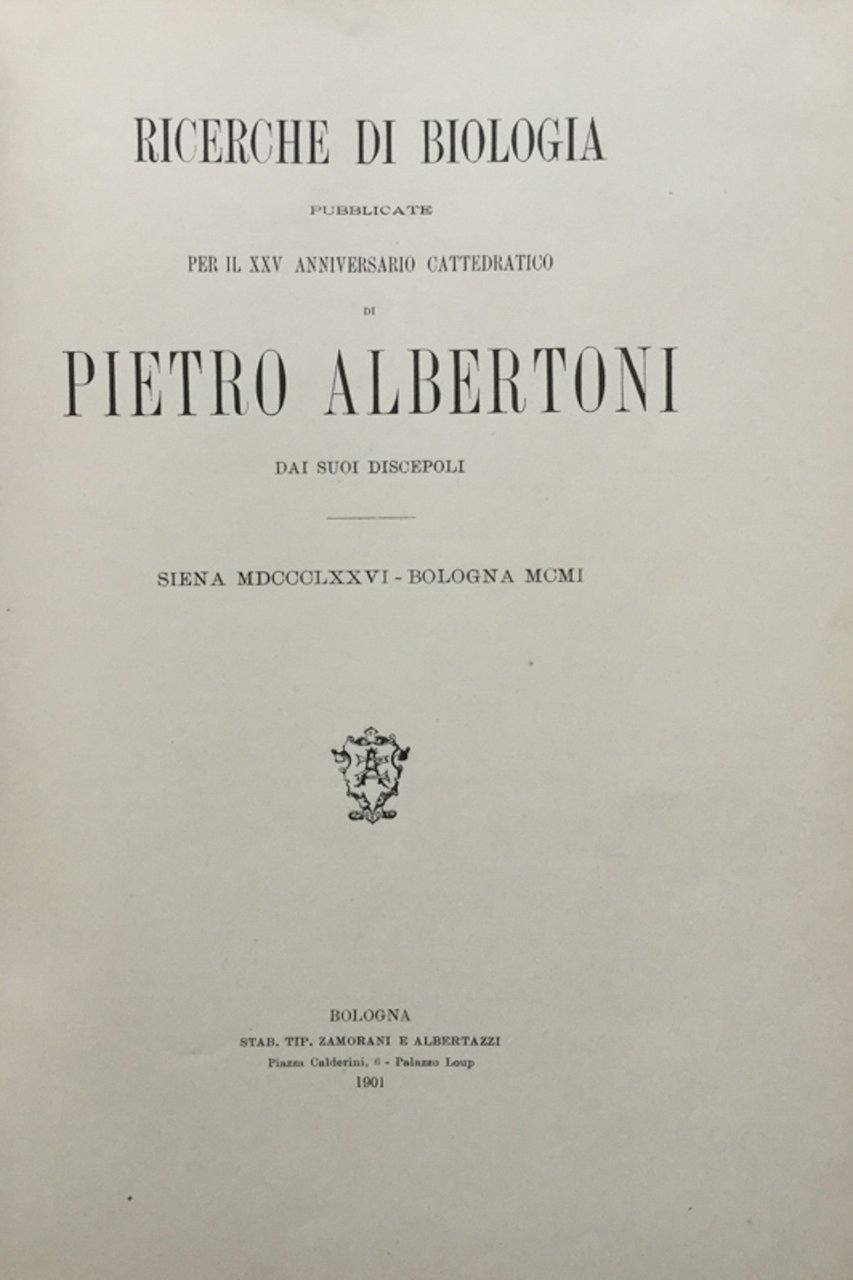 RICERCHE DI BIOLOGIA
PUBBLICATE
PER IL XXV ANNIVERSARIO CATTEDRATICO
DI
PIETRO ALBERTONI
DAI SUOI DISCEPOLI
SIENA MDCCCLXXVI - BOLOGNA MCMI
BOLOGNA
STAB. TIP. ZAMORANI E ALBERTAZZI
Piazza Calderini, 6 - Palazzo Loup
1901